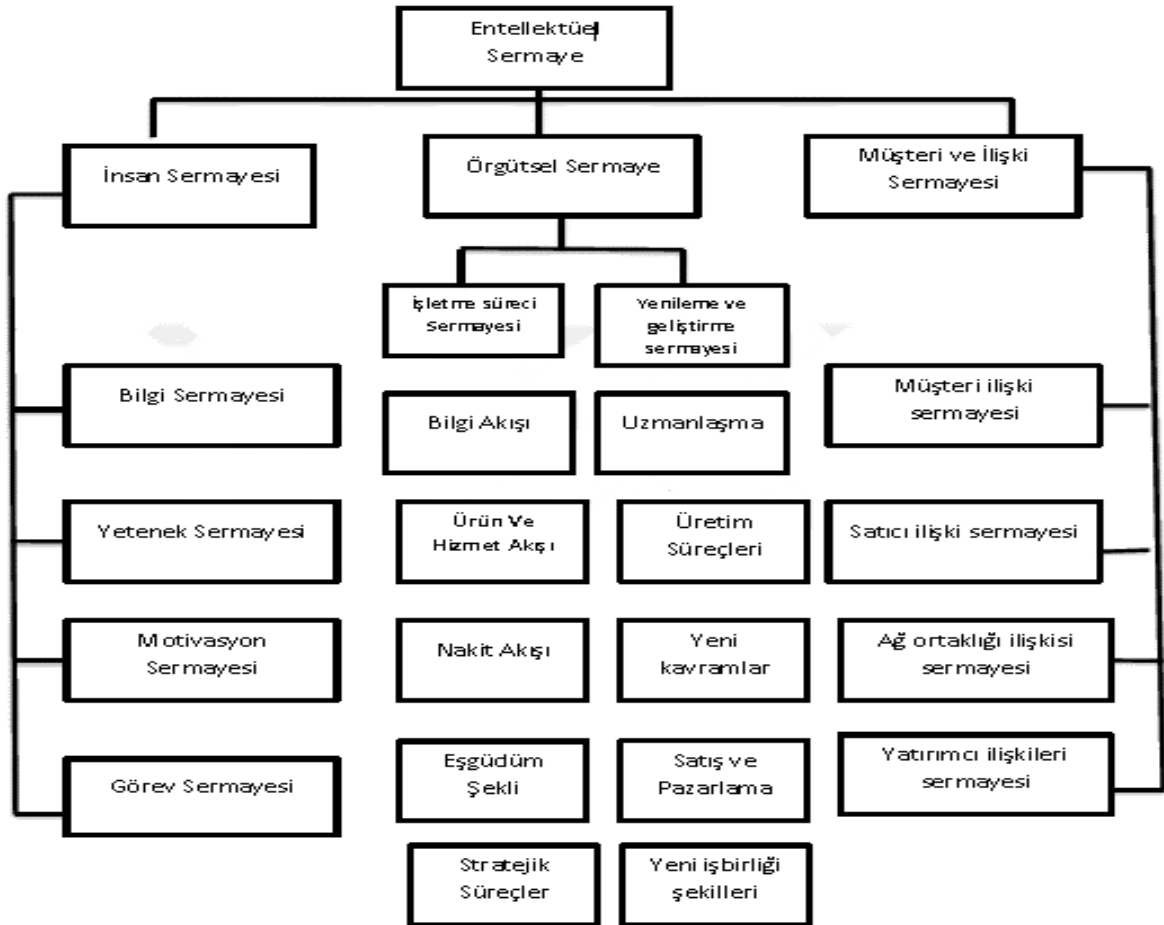 Entellektüel
Sermaye
İnsan Sermayesi
Örgütsel Sermaye
Müşteri ve İlişki
Sermayesi
İşletme süreci
Sermayesi
Yenileme ve
geliştirme
sermayesi
Bilgi Sermayesi
Bilgi Akışı
Uzmanlaşma
Müşteri ilişki
sermayesi
Yetenek Sermayesi
Ürün Ve
Hizmet Akışı
Üretim
Süreçleri
Satıcı ilişki sermayesi
Motivasyon
Sermayesi
Nakit Akışı
Yeni
kavramlar
Ağ ortaklığı ilişkisi
sermayesi
Görev Sermayesi
Eşgüdüm
Şekli
Satış ve
Pazarlama
Yatırımcı ilişkileri
sermayesi
Stratejik
Süreçler
Yeni işbirliği
şekilleri